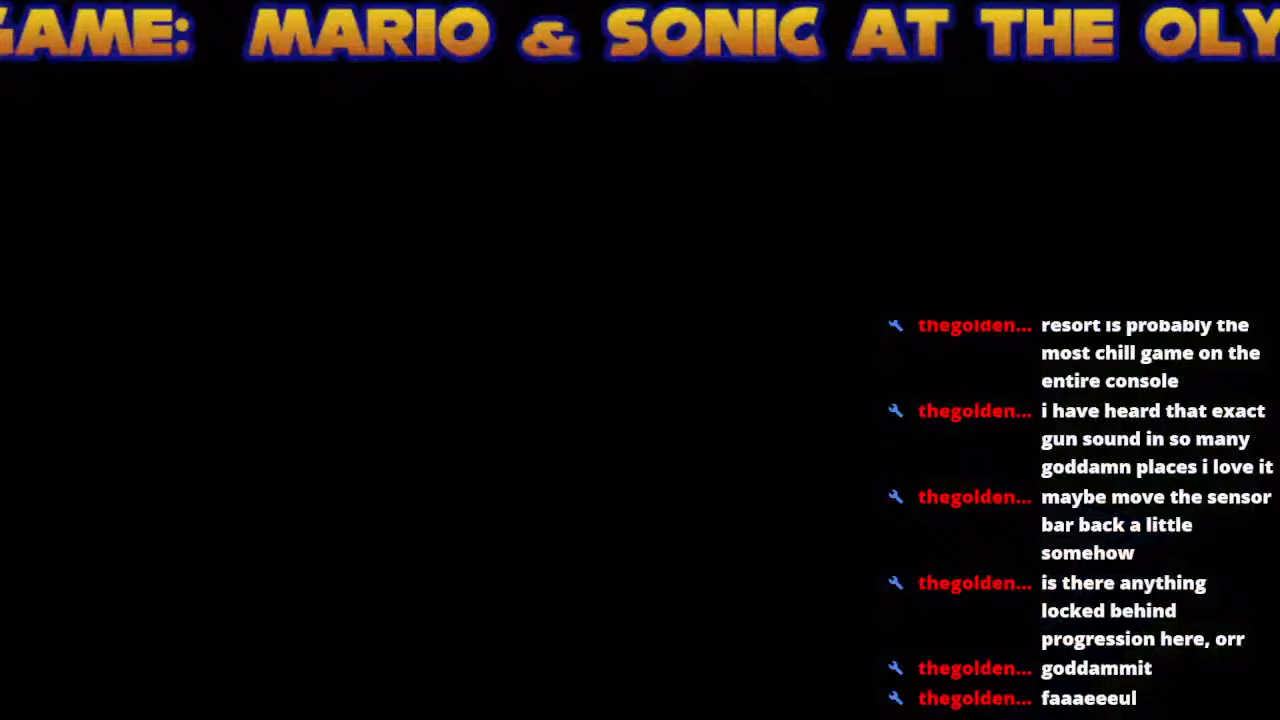 GAME: MARIO & SONIC AT THE OLY
thegolden... resort is probably the
most chill game on the
entire console
thegolden... i have heard that exact
gun sound in so many
goddamn places i love it
thegolden... maybe move the sensor
bar back a little
somehow
thegolden... is there anything
locked behind
progression here, orr
thegolden... goddammit
thegolden... faaaeeeul